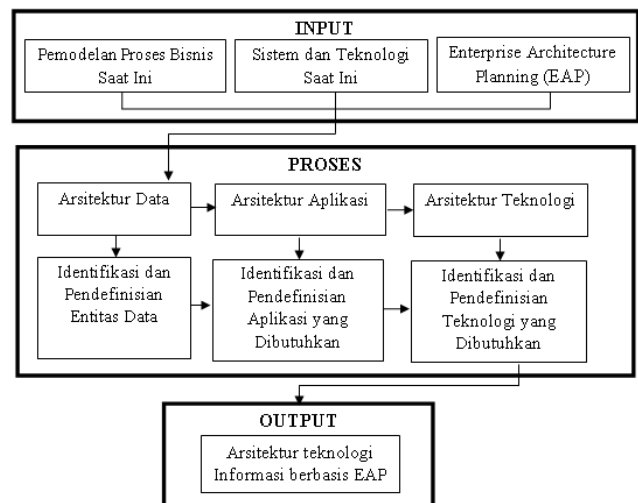 INPUT
Pemodelan Proses Bisnis
Saat Ini
Sistem dan Teknologi
Saat Ini
Enterprise Architecture
Planning (EAP)
PROSES
Arsitektur Data
Arsitektur Aplikasi
Arsitektur Teknologi
Identifikasi dan
Pendefinisian
Entitas Data
Identifikasi dan
Pendefinisian
Aplikasi yang
Dibutuhkan
Identifikasi dan
Pendefinisian
Teknologi yang
Dibutuhkan
OUTPUT
Arsitektur teknologi
Informasi berbasis EAP